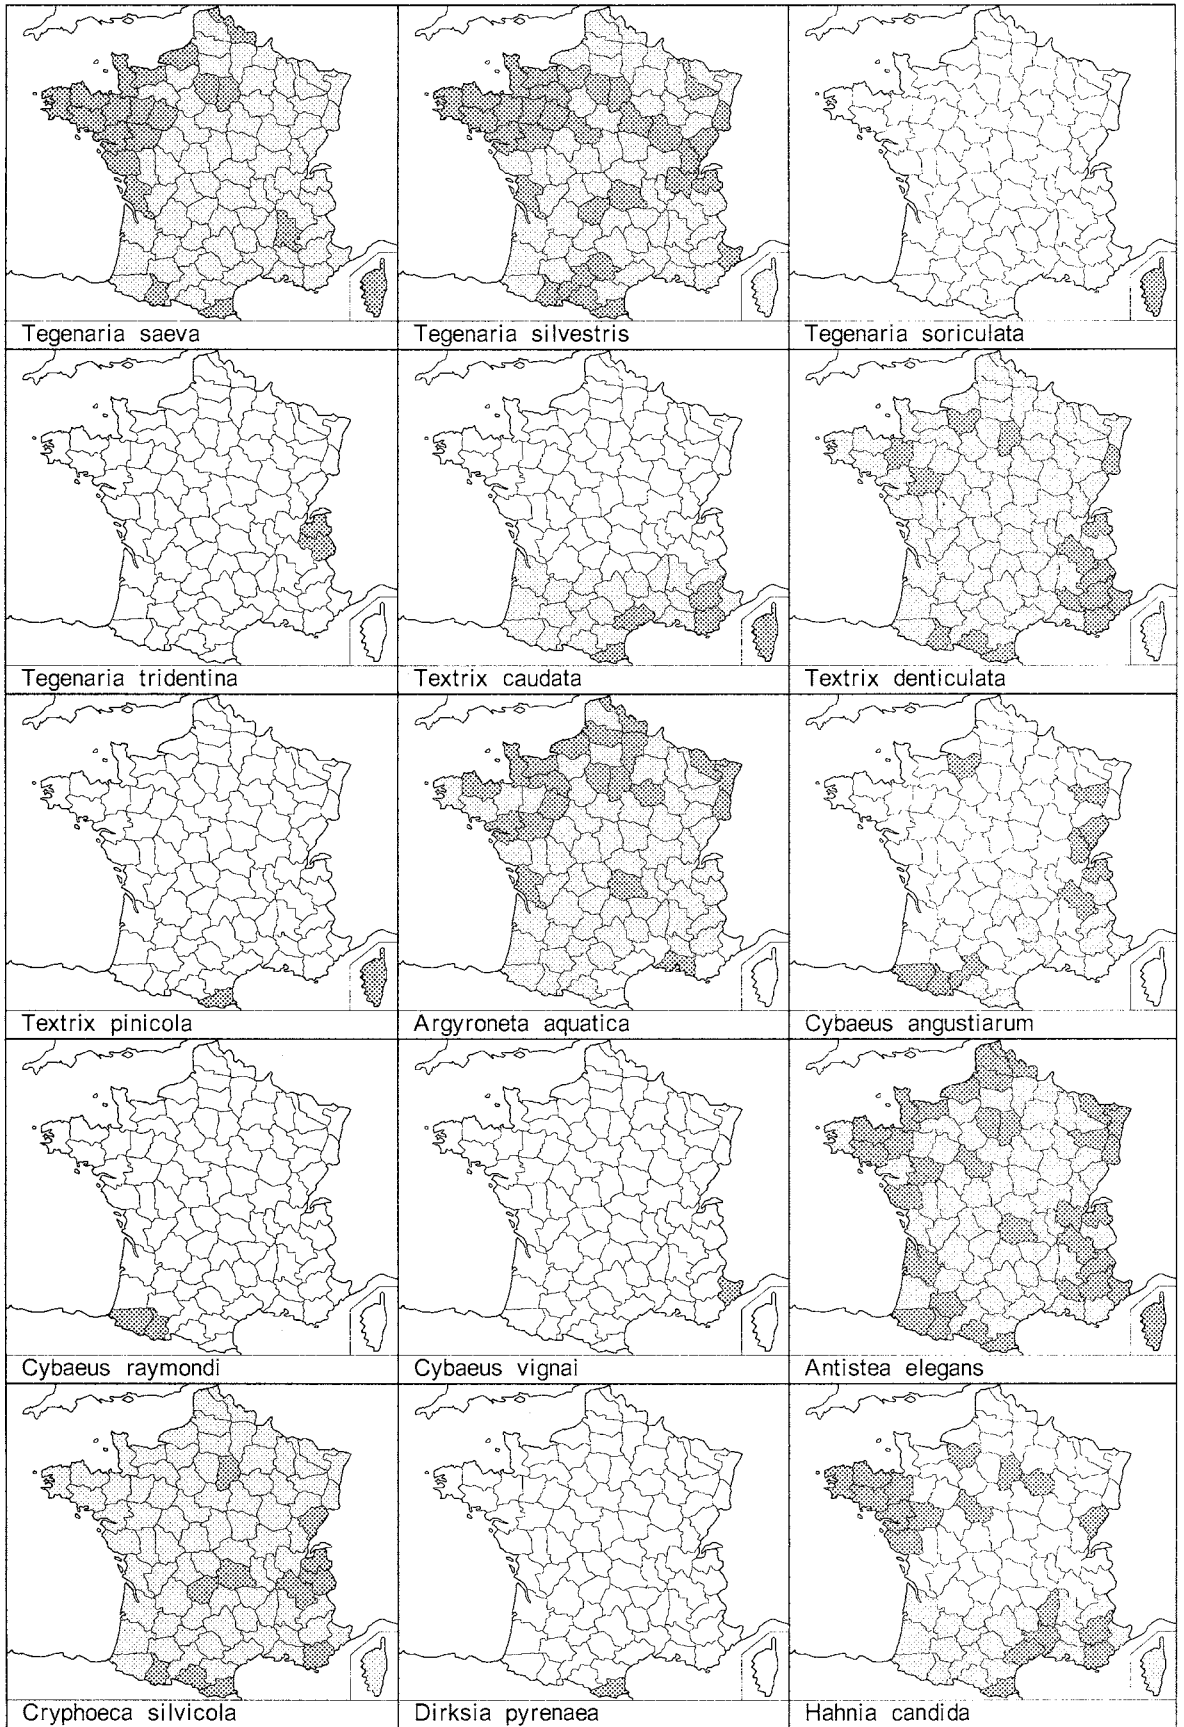 Tegenaria saeva
Tegenaria silvestris
Tegenaria soriculata
Tegenaria tridentina
Textrix caudata
Textrix denticulata
Textrix pinicola
Argyroneta aquatica
Cybaeus angustiarum
Cybaeus raymondi
Cybaeus vignai
Antistea elegans
Cryphoeca silvicola
Dirksia pyrenaea
Hahnia candida